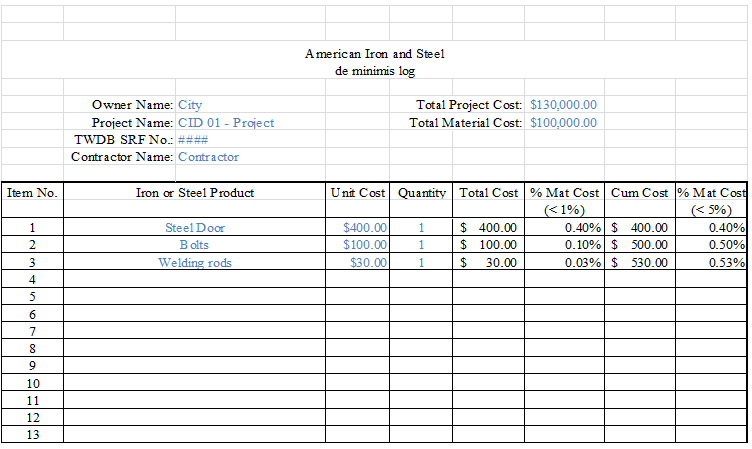 American Iron and Steel
de minimis log
Owner Name: City Total Project Cost: $130,000.00
Project Name: CID 01 - Project Total Material Cost: $100,000.00
TWDB SRF No.: ####
Contractor Name: Contractor
Item No. Iron or Steel Product Unit Cost Quantity Total Cost % Mat Cost Cum Cost % Mat Cost
(< 1%) (< 5%)
1 Steel Door $400.00 1 $ 400.00 0.40% $ 400.00 0.40%
2 Bolts $100.00 1 $ 100.00 0.10% $ 500.00 0.50%
3 Welding rods $30.00 1 $ 30.00 0.03% $ 530.00 0.53%
4
5
6
7
8
9
10
11
12
13